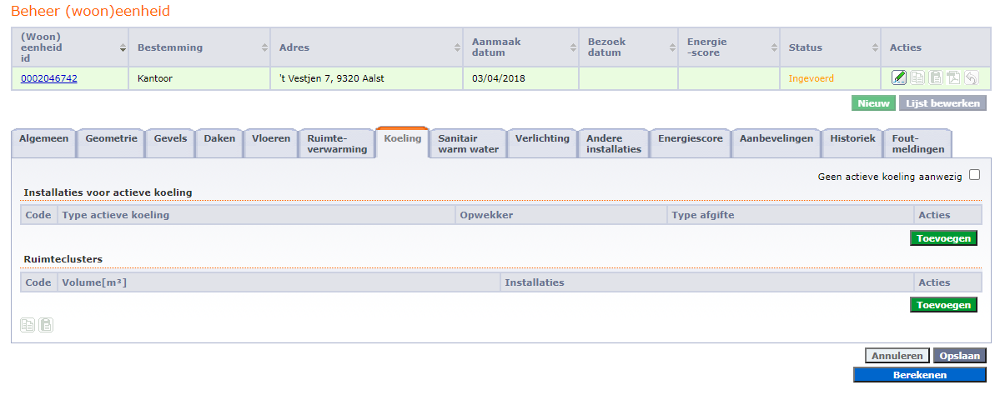 Beheer (woon)eenheid
(Woon)
eenheid
id
Bestemming
Adres
Aanmaak
datum
Bezoek
datum
Energie
-score
Status
Acties
0002046742
Kantoor
't Vestjen 7, 9320 Aalst
03/04/2018
Ingevoerd
Nieuw
Lijst bewerken
Algemeen
Geometrie
Gevels
Daken
Vloeren
Ruimte-
verwarming
Koeling
Sanitair
warm water
Verlichting
Andere
installaties
Energiescore
Aanbevelingen
Historiek
Fout-
meldingen
Geen actieve koeling aanwezig
Installaties voor actieve koeling
Code Type actieve koeling Opwekker Type afgifte Acties
Toevoegen
Ruimteclusters
Code Volume[m³] Installaties Acties
Toevoegen
Annuleren Opslaan
Berekenen